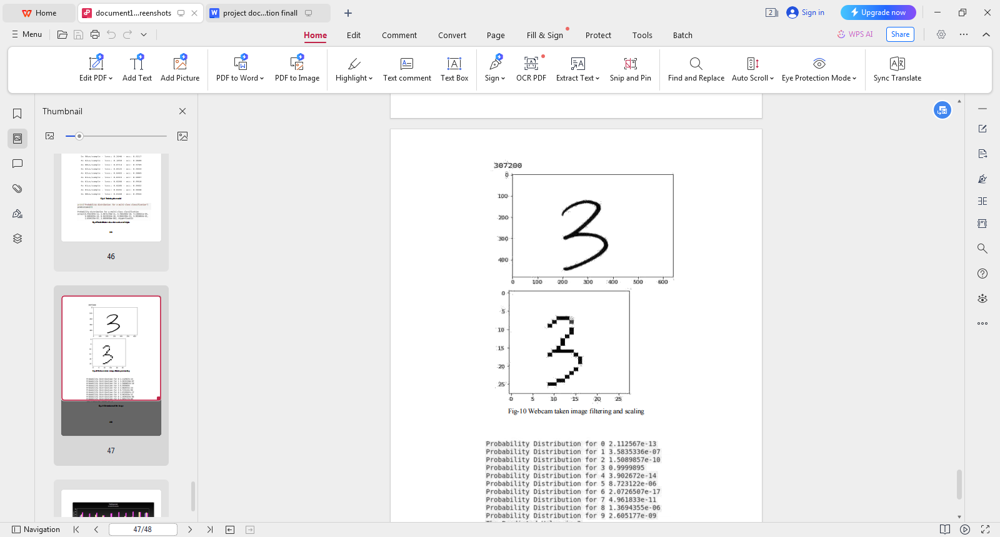 Home
document1...reenshots
project doc...tion finall
2
Sign in
Upgrade now
Menu
Home
Edit
Comment
Convert
Page
Fill & Sign
Protect
Tools
Batch
WPS AI
Share
Edit PDF
Add Text
Add Picture
PDF to Word
PDF to Image
Highlight
Text comment
Text Box
Sign
OCR PDF
Extract Text
Snip and Pin
Find and Replace
Auto Scroll
Eye Protection Mode
Sync Translate
Thumbnail
46
47
307200
0
100
200
300
400
0 100 200 300 400 500 600
3
0
5
10
15
20
25
0 5 10 15 20 25
3
Fig-10 Webcam taken image filtering and scaling
Probability Distribution for 0 2.112567e-13
Probability Distribution for 1 3.5835336e-07
Probability Distribution for 2 1.5089857e-10
Probability Distribution for 3 0.9999895
Probability Distribution for 4 3.902672e-14
Probability Distribution for 5 8.723122e-06
Probability Distribution for 6 2.0726507e-17
Probability Distribution for 7 4.961833e-11
Probability Distribution for 8 1.3694355e-06
Probability Distribution for 9 2.605177e-09
Navigation
47/48